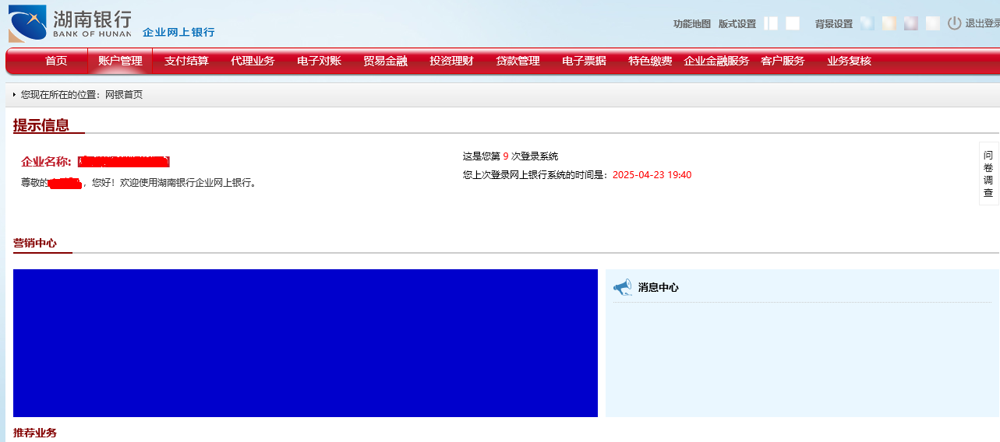 湖南银行
BANK OF HUNAN
企业网上银行
功能地图 版式设置 背景设置 退出登录
首页 账户管理 支付结算 代理业务 电子对账 贸易金融 投资理财 贷款管理 电子票据 特色缴费 企业金融服务 客户服务 业务复核
您现在所在的位置：网银首页
提示信息
企业名称:
尊敬的 ，您好！欢迎使用湖南银行企业网上银行。
这是您第 9 次登录系统
您上次登录网上银行系统的时间是：2025-04-23 19:40
问卷调查
营销中心
消息中心
推荐业务